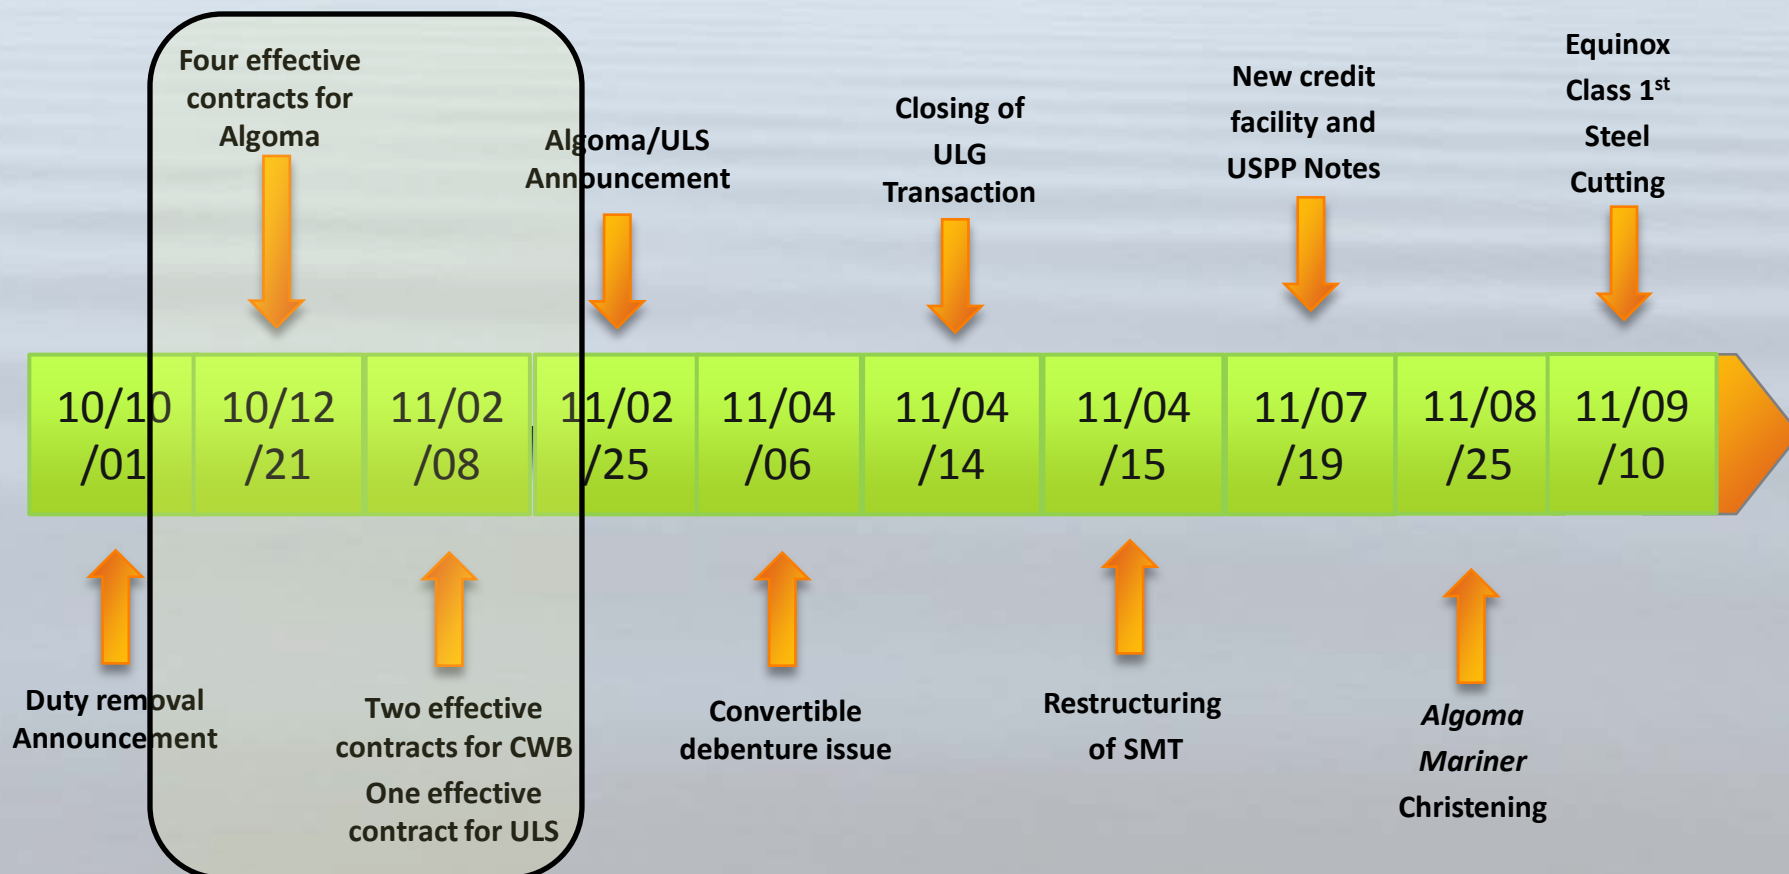 Four effective
contracts for
Algoma
Algoma/ULS
Announcement
Closing of
ULG
Transaction
New credit
facility and
USPP Notes
Equinox
Class 1st
Steel
Cutting
10/10
/01
10/12
/21
11/02
/08
11/02
/25
11/04
/06
11/04
/14
11/04
/15
11/07
/19
11/08
/25
11/09
/10
Duty removal
Announcement
Two effective
contracts for CWB
One effective
contract for ULS
Convertible
debenture issue
Restructuring
of SMT
Algoma
Mariner
Christening